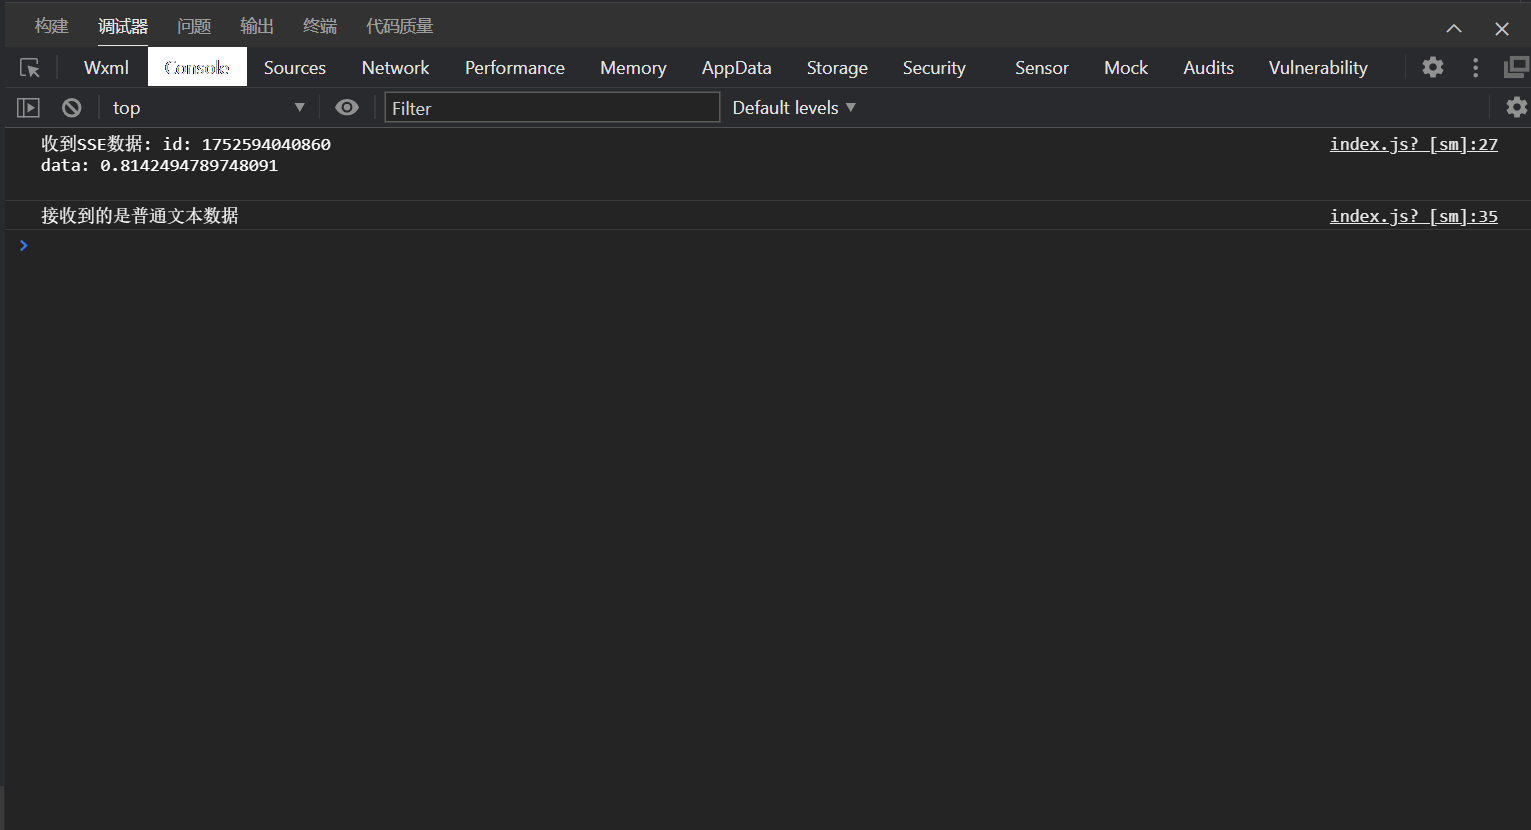 构建 调试器 问题 输出 终端 代码质量
Wxml Console Sources Network Performance Memory AppData Storage Security Sensor Mock Audits Vulnerability
top Filter Default levels
收到SSE数据: id: 1752594040860 index.js? [sm]:27
data: 0.8142494789748091
接收到的是普通文本数据 index.js? [sm]:35